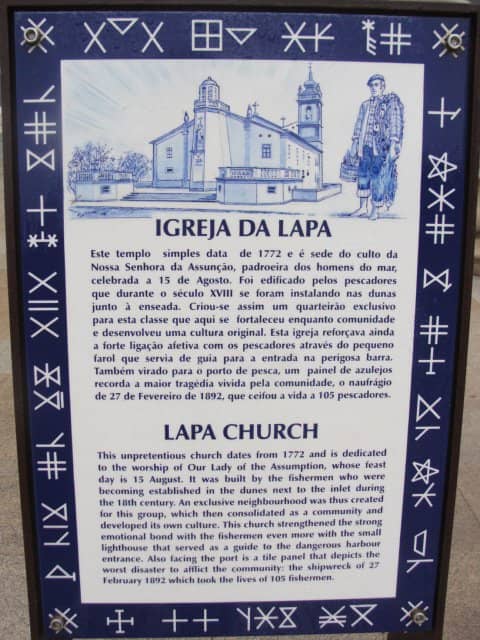 IGREJA DA LAPA
Este templo simples data de 1772 e é sede do culto da
Nossa Senhora da Assunção, padroeira dos homens do mar,
celebrada a 15 de Agosto. Foi edificado pelos pescadores
que durante o século XVIII se foram instalando nas dunas
junto à enseada. Criou-se assim um quarteirão exclusivo
para esta classe que aqui se fortaleceu enquanto comunidade
e desenvolveu uma cultura original. Esta igreja reforçava ainda
a forte ligação afetiva com os pescadores através do pequeno
farol que servia de guia para a entrada na perigosa barra.
Também virado para o porto de pesca, um painel de azulejos
recorda a maior tragédia vivida pela comunidade, o naufrágio
de 27 de Fevereiro de 1892, que ceifou a vida a 105 pescadores.
LAPA CHURCH
This unpretentious church dates from 1772 and is dedicated
to the worship of Our Lady of the Assumption, whose feast
day is 15 August. It was built by the fishermen who were
becoming established in the dunes next to the inlet during
the 18th century. An exclusive neighbourhood was thus created
for this group, which then consolidated as a community and
developed its own culture. This church strengthened the strong
emotional bond with the fishermen even more with the small
lighthouse that served as a guide to the dangerous harbour
entrance. Also facing the port is a tile panel that depicts the
worst disaster to afflict the community: the shipwreck of 27
February 1892 which took the lives of 105 fishermen.